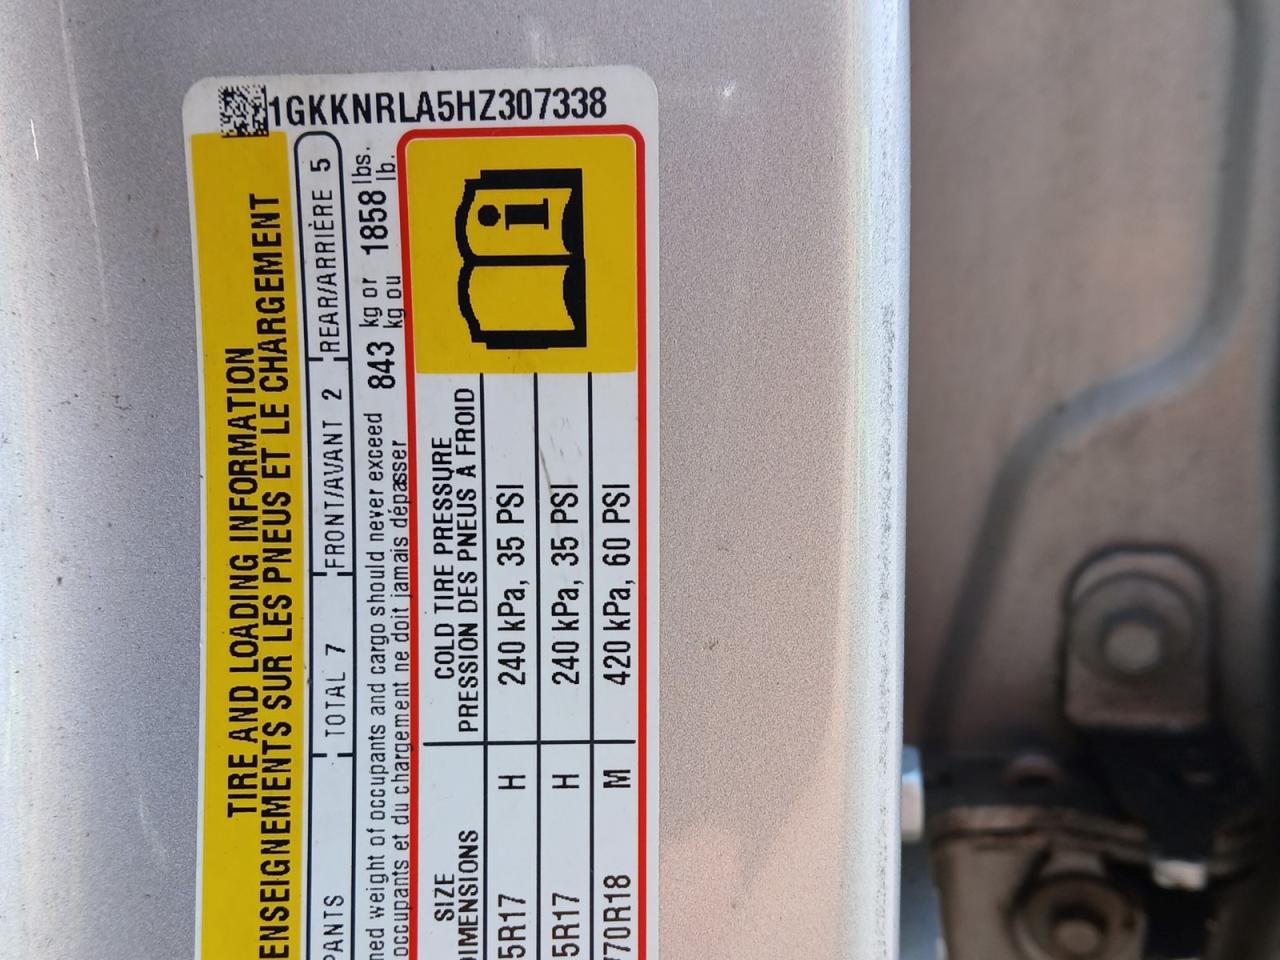 1GKKNRLA5HZ307338
TIRE AND LOADING INFORMATION
SUR LES PNEUS ET LE CHARGEMENT
TOTAL 7 FRONT/AVANT 2 REAR/ARRIÈRE 5
weight of occupants and cargo should never exceed 843 kg or 1858 lbs.
occupants et du chargement ne doit jamais dépasser kg ou lb.
SIZE COLD TIRE PRESSURE
DIMENSIONS PRESSION DES PNEUS À FROID
5R17 H 240 kPa, 35 PSI
5R17 H 240 kPa, 35 PSI
70R18 M 420 kPa, 60 PSI